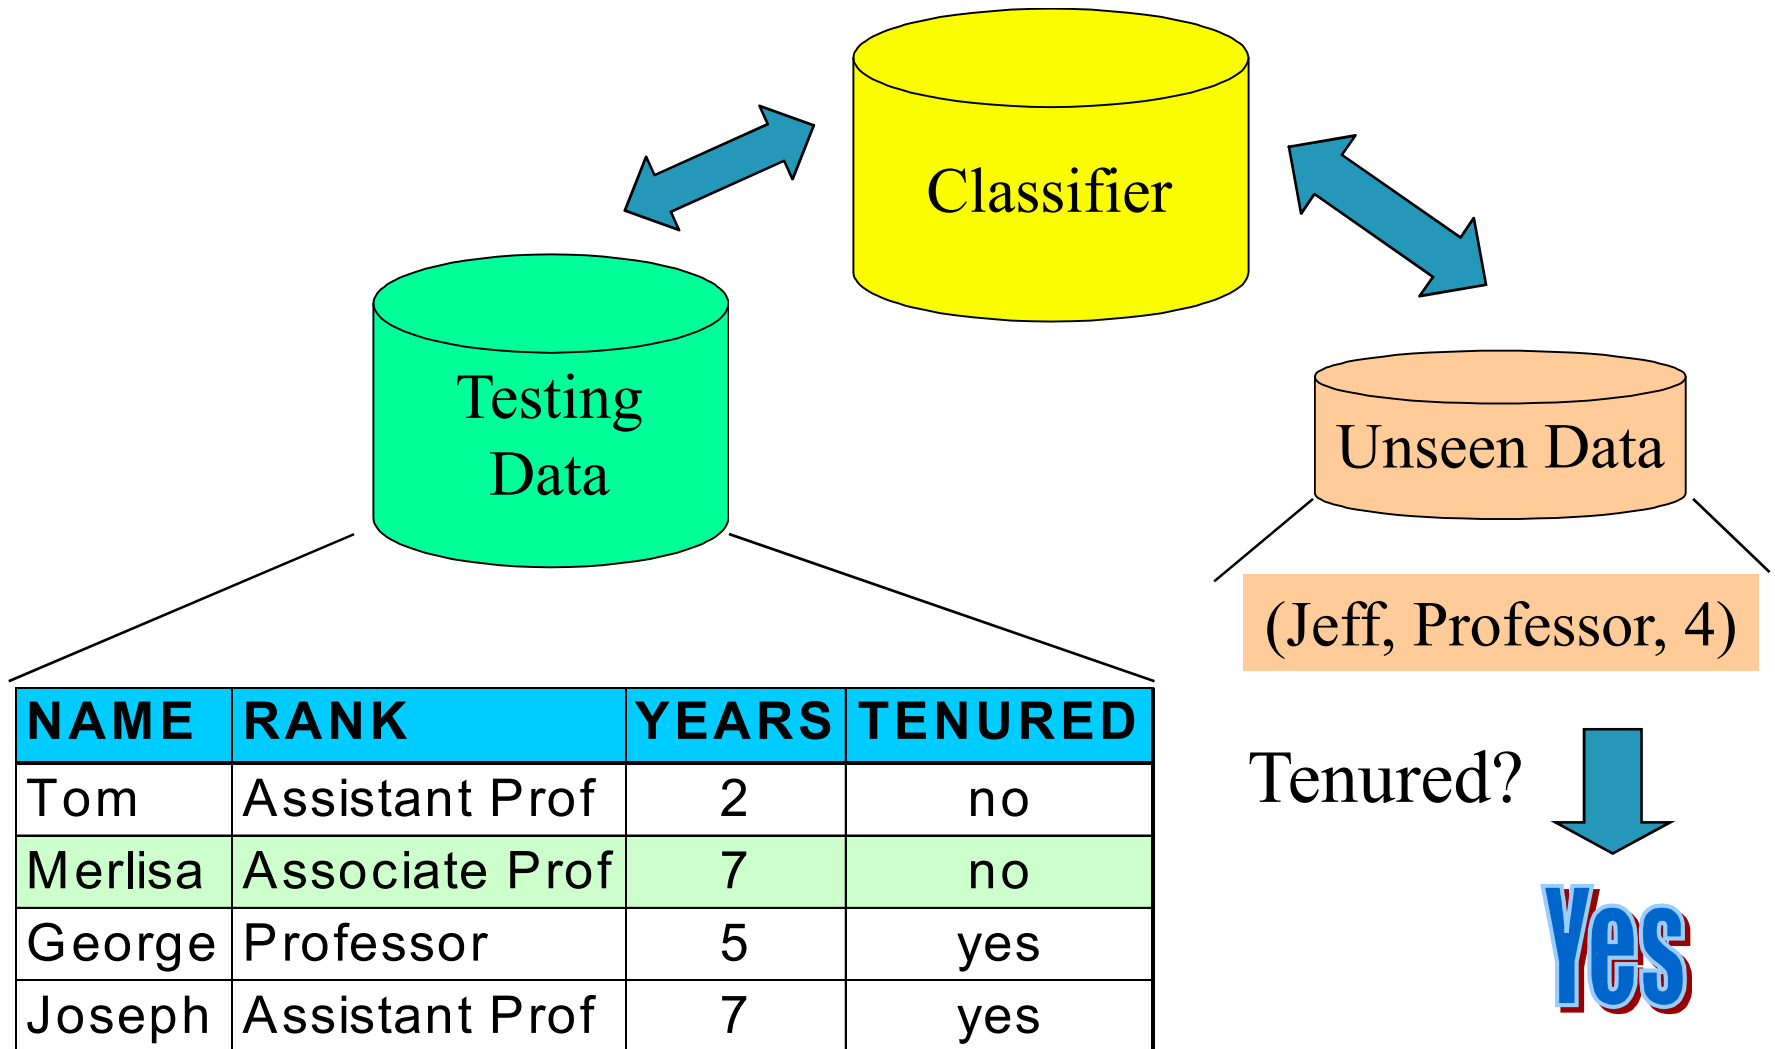 Classifier
Testing
Data
Unseen Data
(Jeff, Professor, 4)
NAME RANK YEARS TENURED
Tom Assistant Prof 2 no
Merlisa Associate Prof 7 no
George Professor 5 yes
Joseph Assistant Prof 7 yes
Tenured?
Yes